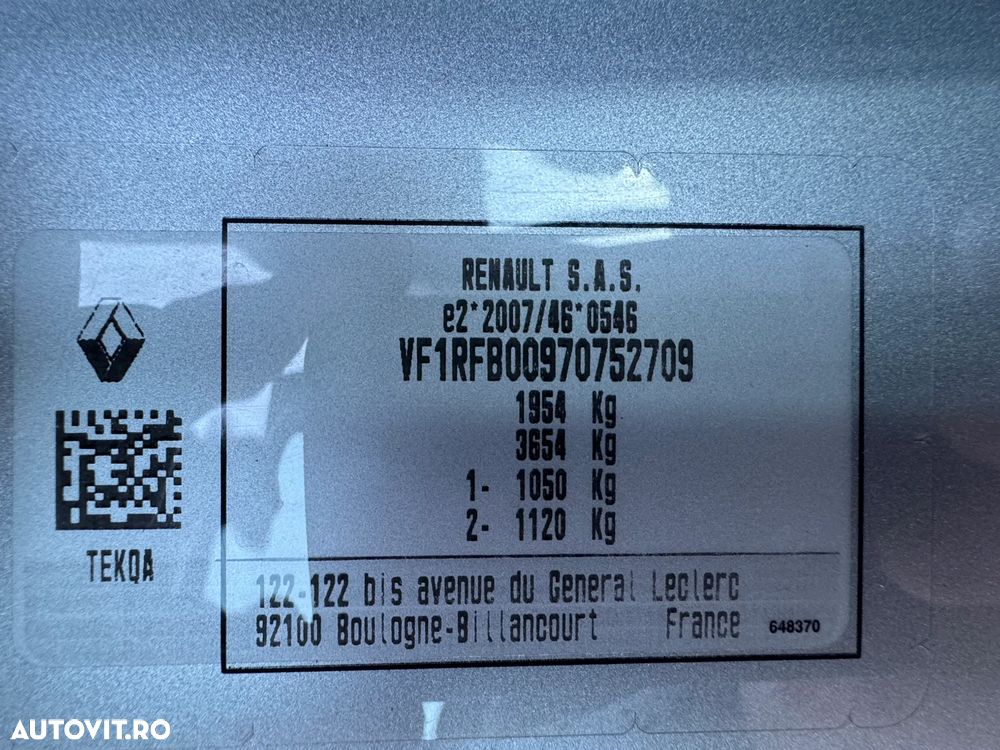 RENAULT S.A.S.
e2*2007/46*0546
VF1RFB00970752709
1954 Kg
3654 Kg
1- 1050 Kg
2- 1120 Kg
TEKQA
122-122 bis avenue du General Leclerc
92100 Boulogne-Billancourt France 648370
AUTOVIT.RO